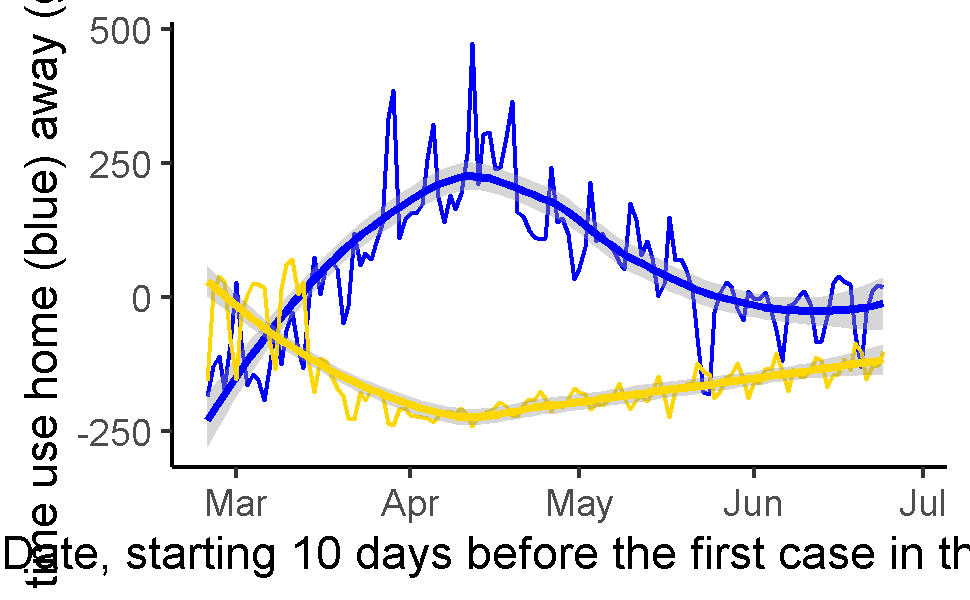 500
250
0
-250
time use home (blue) away (
Mar Apr May Jun Jul
Date, starting 10 days before the first case in th